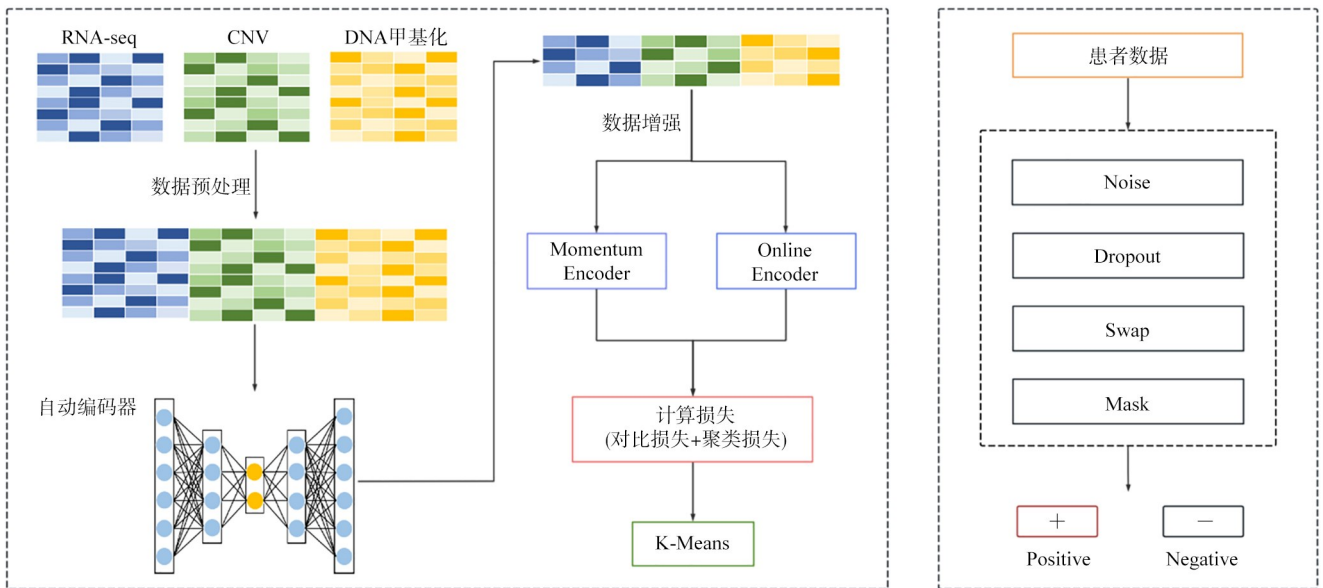 RNA-seq
CNV
DNA甲基化
数据预处理
自动编码器
数据增强
Momentum
Encoder
Online
Encoder
计算损失
(对比损失+聚类损失)
K-Means
患者数据
Noise
Dropout
Swap
Mask
+
Positive
−
Negative